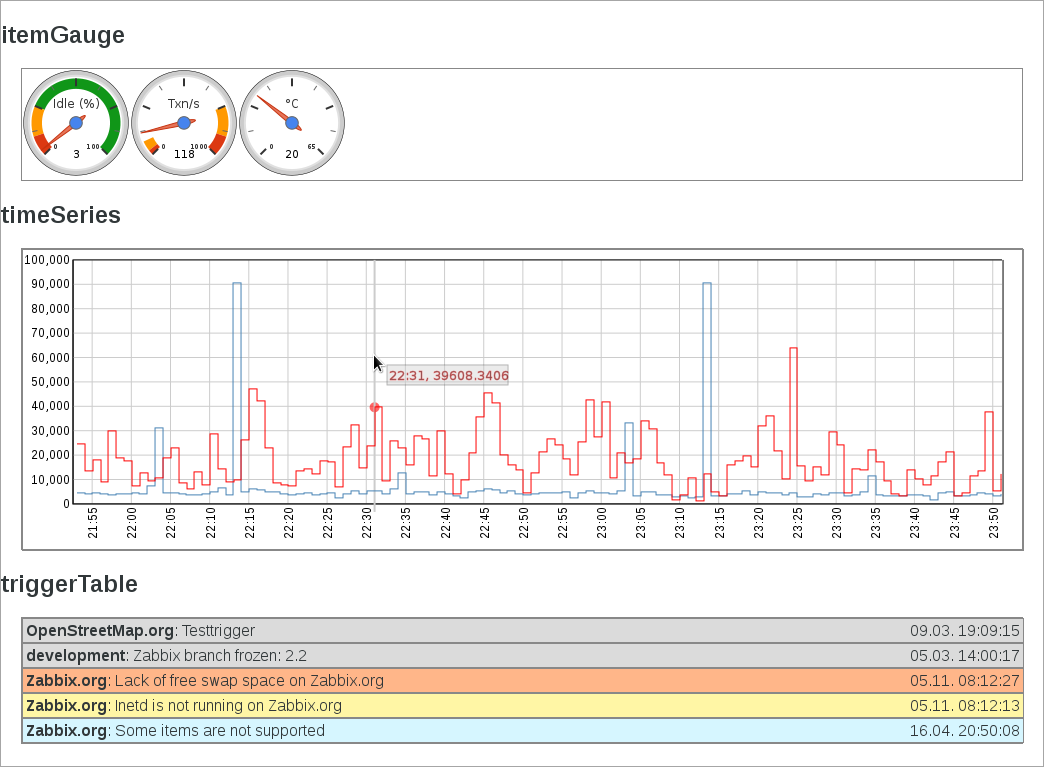 itemGauge
Idle (%) Txn/s °C
0 100 0 1000 0 65
3 118 20
timeSeries
100,000
90,000
80,000
70,000
60,000
50,000
40,000
30,000
20,000
10,000
0
22:31, 39608.3406
21:55 22:00 22:05 22:10 22:15 22:20 22:25 22:30 22:35 22:40 22:45 22:50 22:55 23:00 23:05 23:10 23:15 23:20 23:25 23:30 23:35 23:40 23:45 23:50
triggerTable
OpenStreetMap.org: Testtrigger 09.03. 19:09:15
development: Zabbix branch frozen: 2.2 05.03. 14:00:17
Zabbix.org: Lack of free swap space on Zabbix.org 05.11. 08:12:27
Zabbix.org: Inetd is not running on Zabbix.org 05.11. 08:12:13
Zabbix.org: Some items are not supported 16.04. 20:50:08